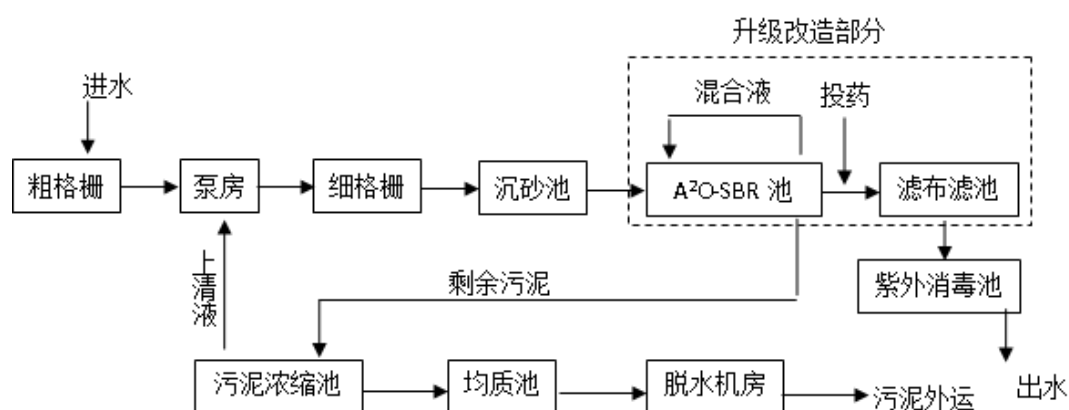 升级改造部分
进水
混合液
投药
粗格栅
泵房
细格栅
沉砂池
A²O-SBR 池
滤布滤池
上清液
剩余污泥
紫外消毒池
污泥浓缩池
均质池
脱水机房
污泥外运
出水